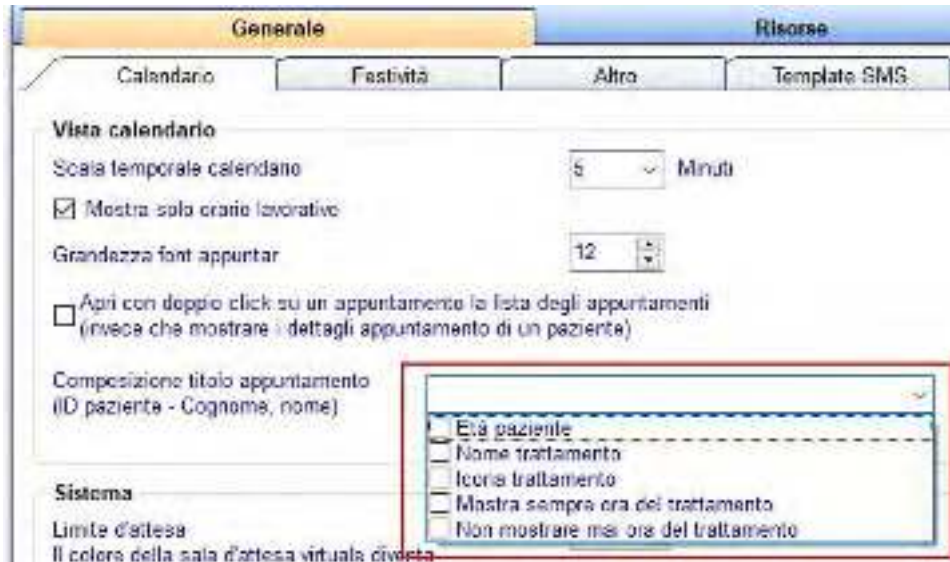 Generale
Risorse
Calendario
Festività
Altro
Template SMS
Vista calendario
Scala temporale calendario
5
Minuti
Mostra solo orario lavorativo
Grandezza font appuntar
12
Apri con doppio click su un appuntamento la lista degli appuntamenti
(invece che mostrare i dettagli appuntamento di un paziente)
Composizione titolo appuntamento
(ID paziente - Cognome, nome)
Età paziente
Nome trattamento
Icona trattamento
Mostra sempre ora del trattamento
Non mostrare mai ora del trattamento
Sistema
Limite d'attesa
Il colore della sala d'attesa virtuale diventa